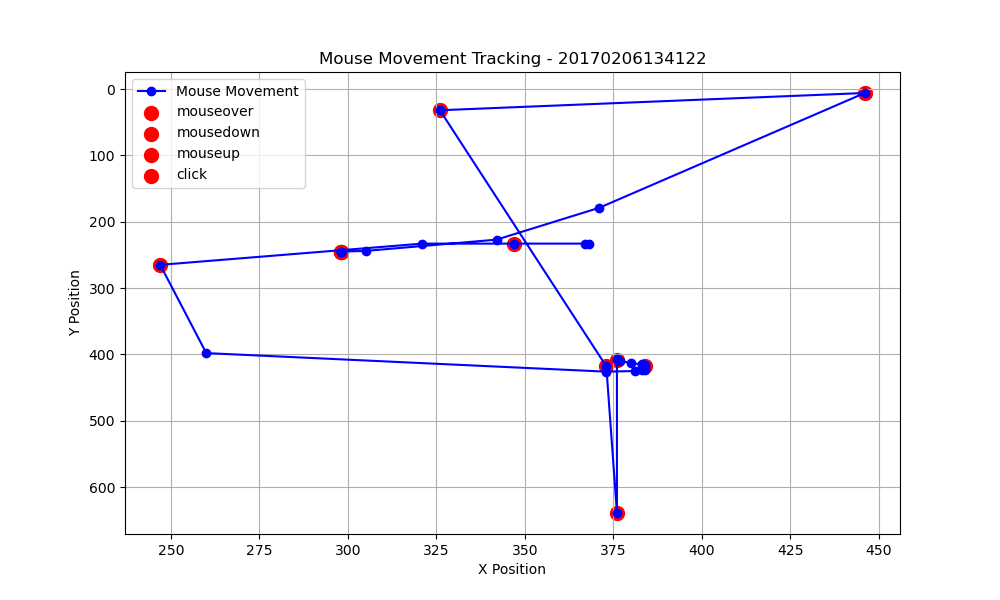 Mouse Movement Tracking - 20170206134122
Mouse Movement
mouseover
mousedown
mouseup
click
Y Position
0
100
200
300
400
500
600
250
275
300
325
350
375
400
425
450
X Position